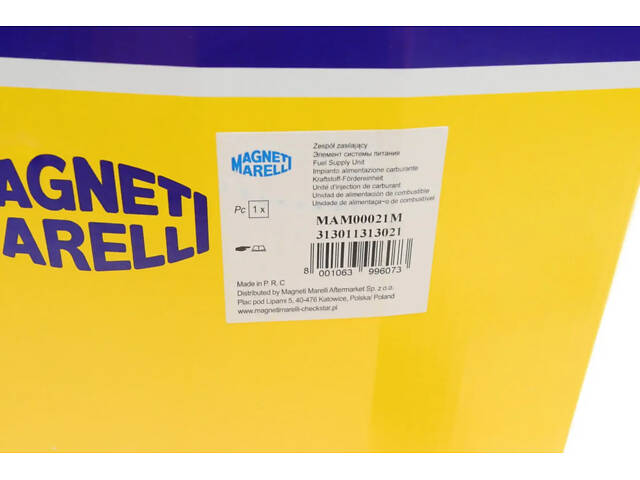 AGNETI
MARELLI
MAGNETI
MARELLI
Zespół zasilający
Элемент системы питания
Fuel Supply Unit
Impianto alimentazione carburante
Kraftstoff-Fördereinheit
Unité d'injection de carburant
Unidad de alimentación de combustible
Unidade de alimentaça¬o de combustível
Pc 1 x
MAM00021M
313011313021
8 001063 996073
Made in P. R. C
Distributed by Magneti Marelli Aftermarket Sp. z o.o.
Plac pod Lipami 5, 40-476 Katowice, Polska/ Poland
www.magnetimarelli-checkstar.pl